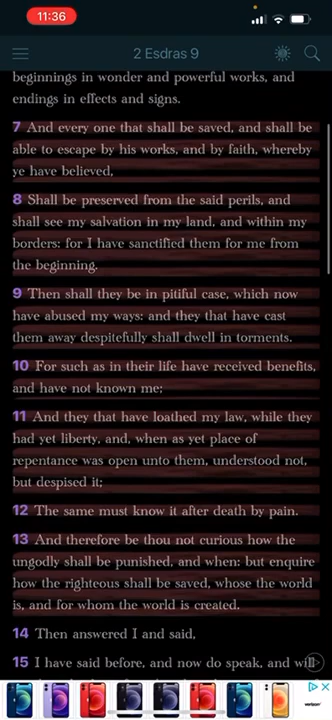 11:36
2 Esdras 9
beginnings in wonder and powerful works, and
endings in effects and signs.
7 And every one that shall be saved, and shall be
able to escape by his works, and by faith, whereby
ye have believed,
8 Shall be preserved from the said perils, and
shall see my salvation in my land, and within my
borders: for I have sanctified them for me from
the beginning.
9 Then shall they be in pitiful case, which now
have abused my ways: and they that have cast
them away despitefully shall dwell in torments.
10 For such as in their life have received benefits,
and have not known me;
11 And they that have loathed my law, while they
had yet liberty, and, when as yet place of
repentance was open unto them, understood not,
but despised it;
12 The same must know it after death by pain.
13 And therefore be thou not curious how the
ungodly shall be punished, and when: but enquire
how the righteous shall be saved, whose the world
is, and for whom the world is created.
14 Then answered I and said,
15 I have said before, and now do speak, and will